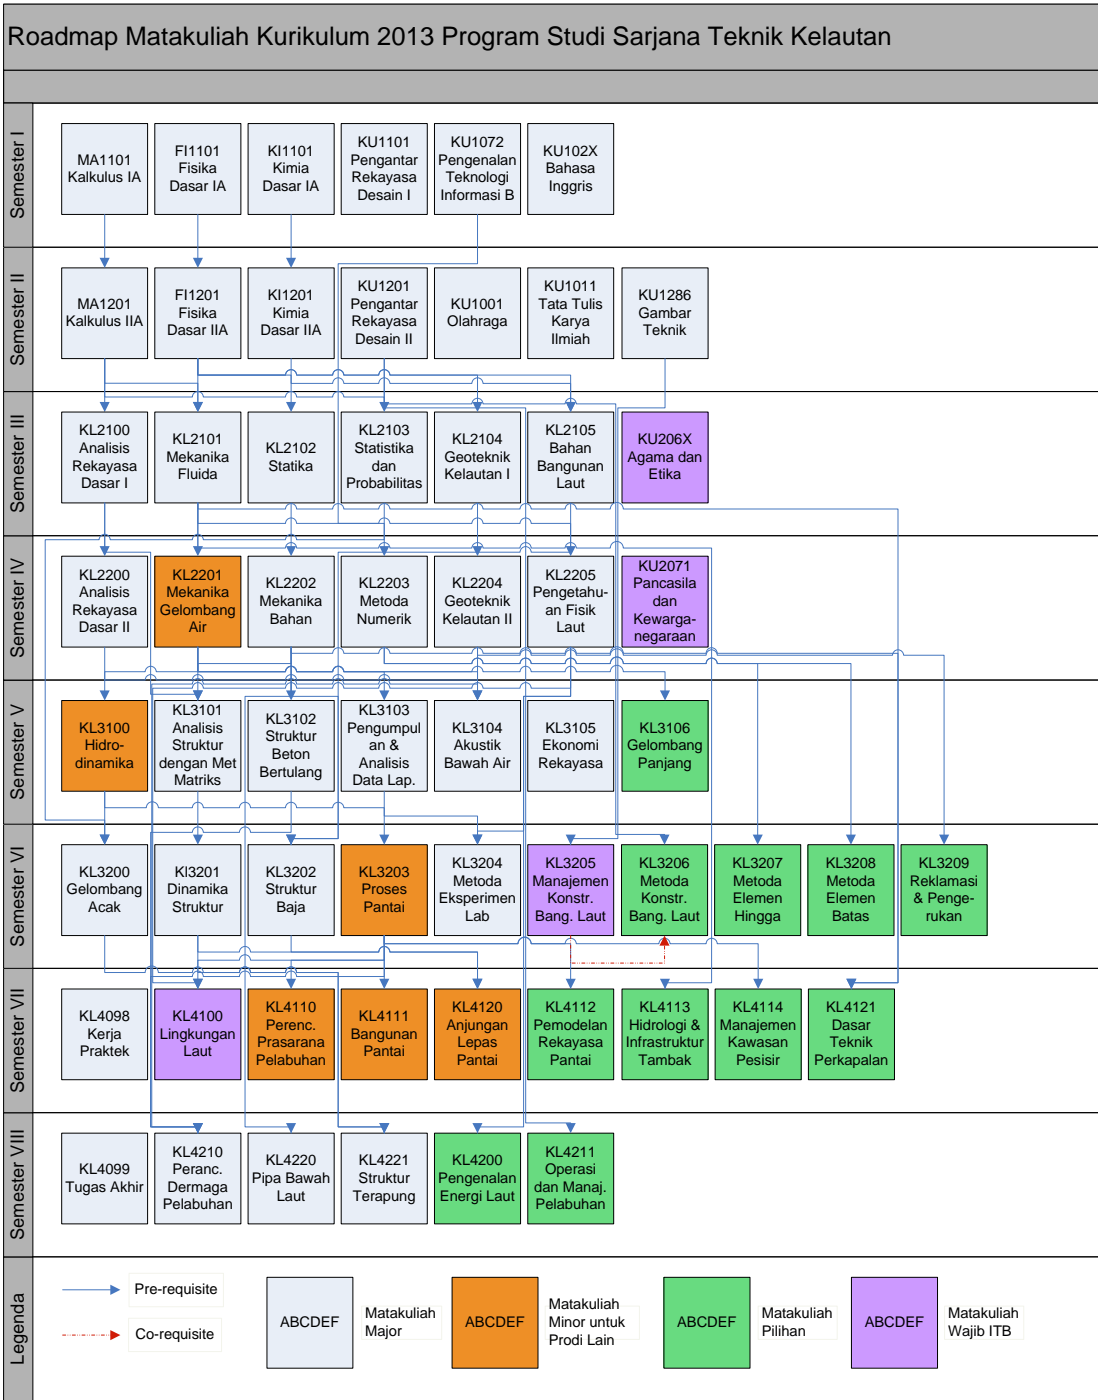 Roadmap Matakuliah Kurikulum 2013 Program Studi Sarjana Teknik Kelautan
Semester I
MA1101
Kalkulus IA
FI1101
Fisika
Dasar IA
KI1101
Kimia
Dasar IA
KU1101
Pengantar
Rekayasa
Desain I
KU1072
Pengenalan
Teknologi
Informasi B
KU102X
Bahasa
Inggris
Semester II
MA1201
Kalkulus IIA
FI1201
Fisika
Dasar IIA
KI1201
Kimia
Dasar IIA
KU1201
Pengantar
Rekayasa
Desain II
KU1001
Olahraga
KU1011
Tata Tulis
Karya
Ilmiah
KU1286
Gambar
Teknik
Semester III
KL2100
Analisis
Rekayasa
Dasar I
KL2101
Mekanika
Fluida
KL2102
Statika
KL2103
Statistika
dan
Probabilitas
KL2104
Geoteknik
Kelautan I
KL2105
Bahan
Bangunan
Laut
KU206X
Agama dan
Etika
Semester IV
KL2200
Analisis
Rekayasa
Dasar II
KL2201
Mekanika
Gelombang
Air
KL2202
Mekanika
Bahan
KL2203
Metoda
Numerik
KL2204
Geoteknik
Kelautan II
KL2205
Pengetahu-
an Fisik
Laut
KU2071
Pancasila
dan
Kewarga-
negaraan
Semester V
KL3100
Hidro-
dinamika
KL3101
Analisis
Struktur
dengan Met
Matriks
KL3102
Struktur
Beton
Bertulang
KL3103
Pengumpul
an &
Analisis
Data Lap.
KL3104
Akustik
Bawah Air
KL3105
Ekonomi
Rekayasa
KL3106
Gelombang
Panjang
Semester VI
KL3200
Gelombang
Acak
Kl3201
Dinamika
Struktur
KL3202
Struktur
Baja
KL3203
Proses
Pantai
KL3204
Metoda
Eksperimen
Lab
KL3205
Manajemen
Konstr.
Bang. Laut
KL3206
Metoda
Konstr.
Bang. Laut
KL3207
Metoda
Elemen
Hingga
KL3208
Metoda
Elemen
Batas
KL3209
Reklamasi
& Penge-
rukan
Semester VII
KL4098
Kerja
Praktek
KL4100
Lingkungan
Laut
KL4110
Perenc.
Prasarana
Pelabuhan
KL4111
Bangunan
Pantai
KL4120
Anjungan
Lepas
Pantai
KL4112
Pemodelan
Rekayasa
Pantai
KL4113
Hidrologi &
Infrastruktur
Tambak
KL4114
Manajemen
Kawasan
Pesisir
KL4121
Dasar
Teknik
Perkapalan
Semester VIII
KL4099
Tugas Akhir
KL4210
Peranc.
Dermaga
Pelabuhan
KL4220
Pipa Bawah
Laut
KL4221
Struktur
Terapung
KL4200
Pengenalan
Energi Laut
KL4211
Operasi
dan Manaj.
Pelabuhan
Legenda
Pre-requisite
Co-requisite
ABCDEF
Matakuliah
Major
ABCDEF
Matakuliah
Minor untuk
Prodi Lain
ABCDEF
Matakuliah
Pilihan
ABCDEF
Matakuliah
Wajib ITB